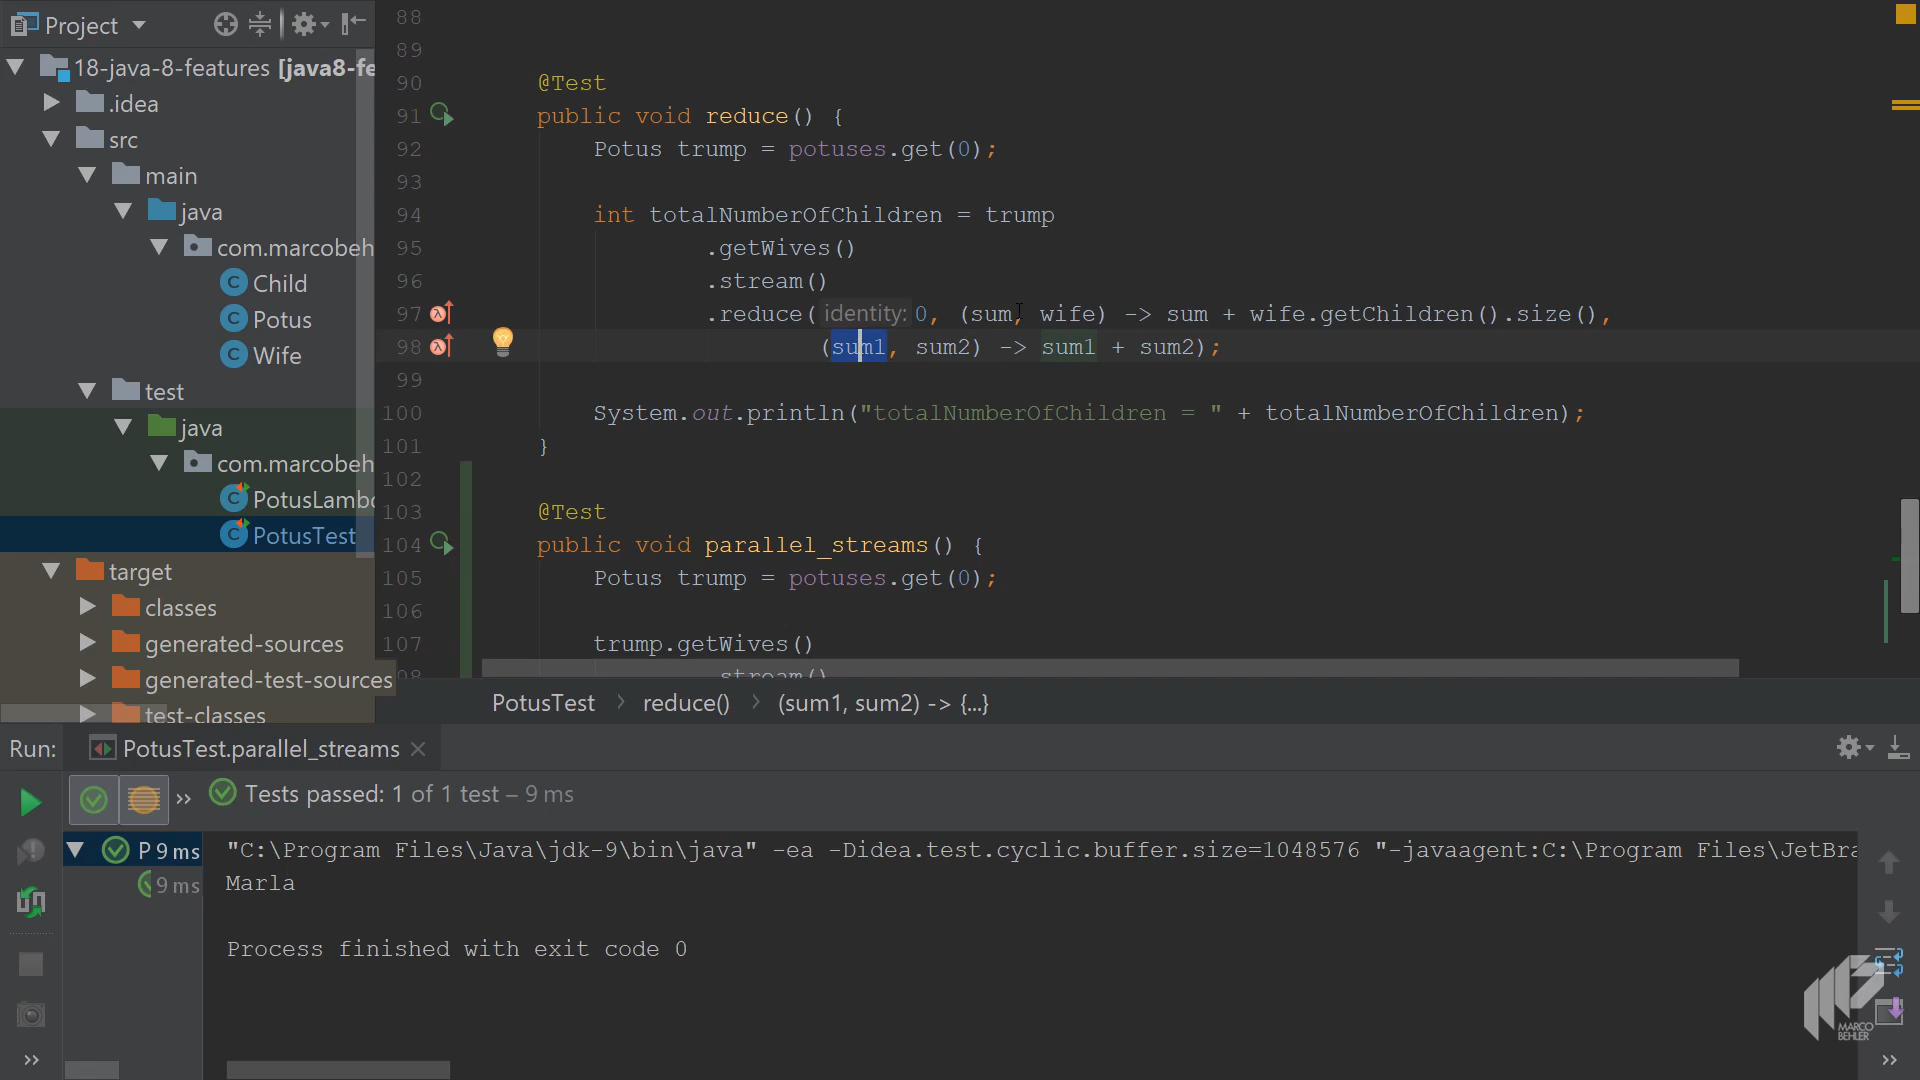 Project
18-java-8-features [java8-fe
.idea
src
main
java
com.marcobeh
Child
Potus
Wife
test
java
com.marcobeh
PotusLambd
PotusTest
target
classes
generated-sources
generated-test-sources
test-classes
88
89
90 @Test
91 public void reduce() {
92 Potus trump = potuses.get(0);
93
94 int totalNumberOfChildren = trump
95 .getWives()
96 .stream()
97 .reduce( identity: 0, (sum, wife) -> sum + wife.getChildren().size(),
98 (sum1, sum2) -> sum1 + sum2);
99
100 System.out.println("totalNumberOfChildren = " + totalNumberOfChildren);
101 }
102
103 @Test
104 public void parallel_streams() {
105 Potus trump = potuses.get(0);
106
107 trump.getWives()
108 .stream()
PotusTest > reduce() > (sum1, sum2) -> {...}
Run: PotusTest.parallel_streams
» Tests passed: 1 of 1 test – 9 ms
P 9 ms
9 ms
"C:\Program Files\Java\jdk-9\bin\java" -ea -Didea.test.cyclic.buffer.size=1048576 "-javaagent:C:\Program Files\JetBra
Marla
Process finished with exit code 0
MARCO
BEHLER